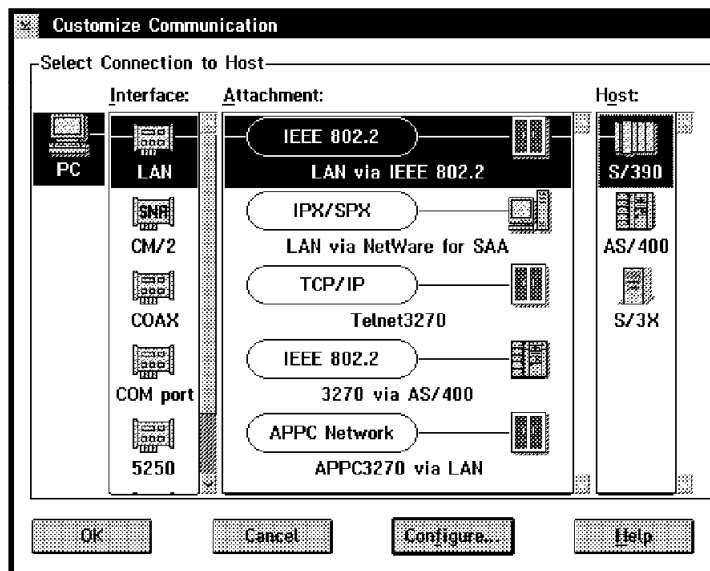 Customize Communication
Select Connection to Host
Interface: Attachment: Host:
PC LAN IEEE 802.2 LAN via IEEE 802.2 S/390
SNA CM/2 IPX/SPX LAN via NetWare for SAA AS/400
COAX TCP/IP Telnet3270 S/3X
COM port IEEE 802.2 3270 via AS/400
5250 APPC Network APPC3270 via LAN
OK Cancel Configure... Help